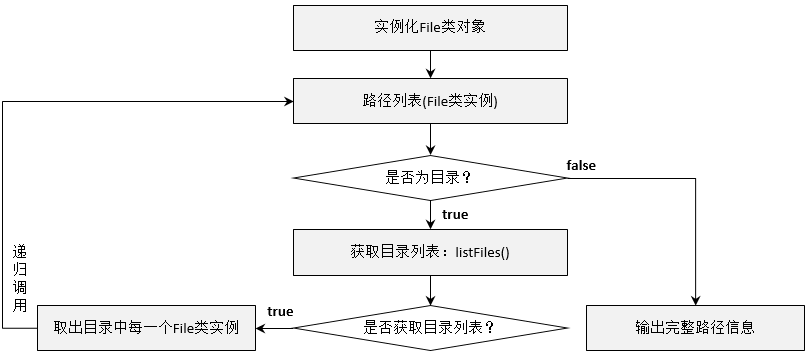 实例化File类对象
路径列表(File类实例)
是否为目录？
false
true
获取目录列表：listFiles()
递归调用
是否获取目录列表？
true
取出目录中每一个File类实例
输出完整路径信息